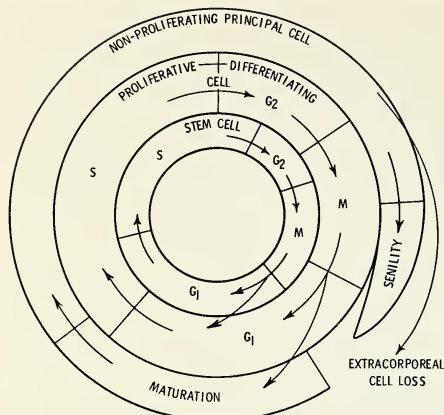 NON-PROLIFERATING PRINCIPAL CELL
PROLIFERATIVE DIFFERENTIATING
CELL
G2
STEM CELL
G2
S
S
M
M
G1
G1
SENILITY
MATURATION
EXTRACORPOREAL
CELL LOSS